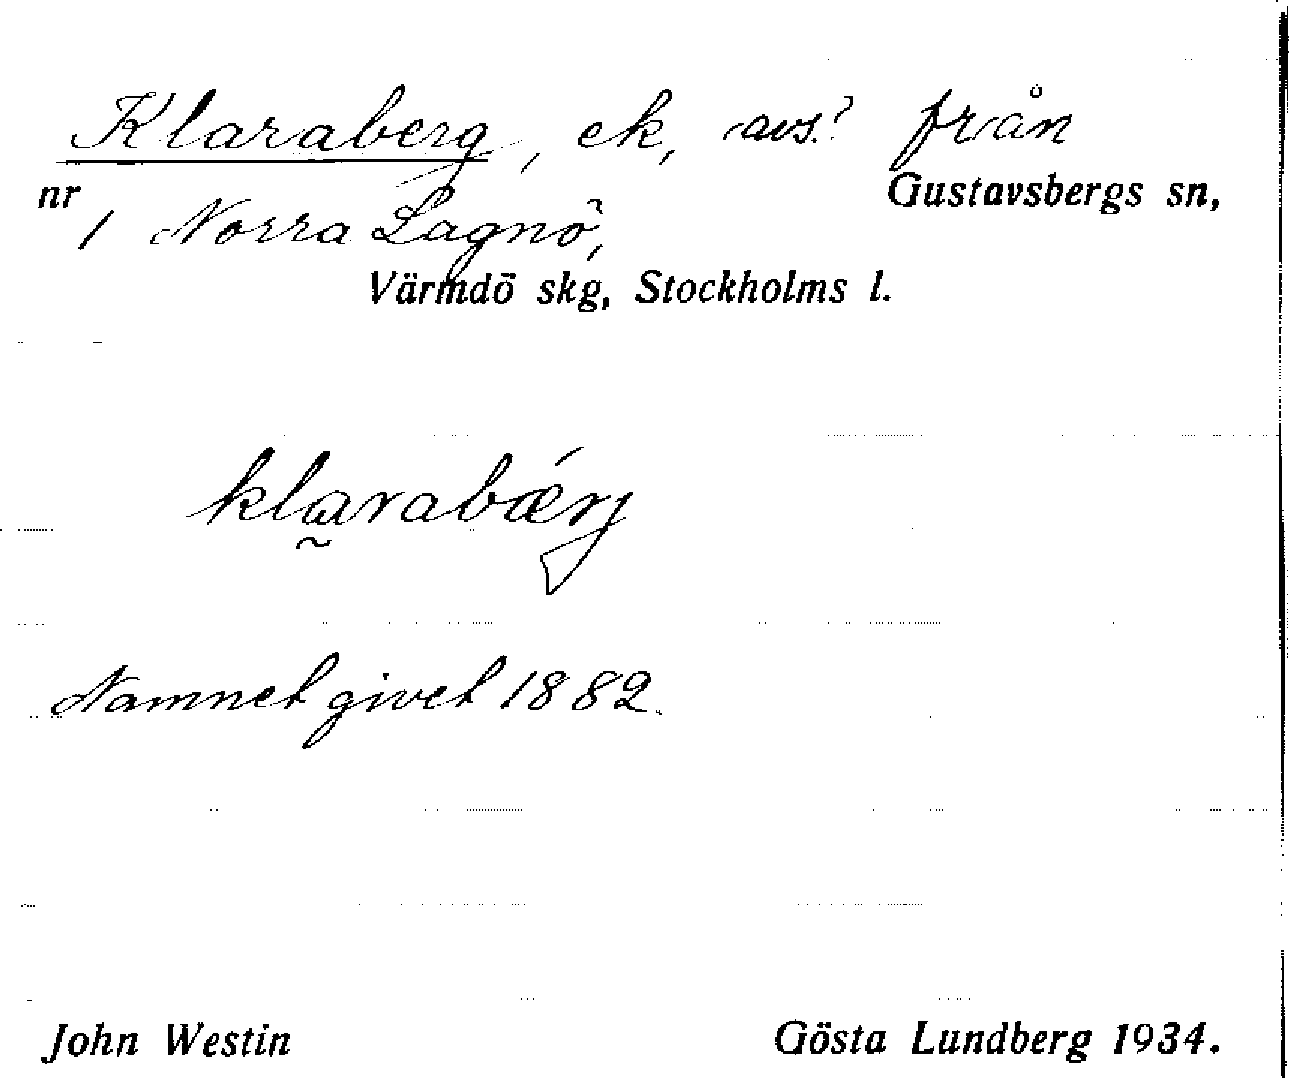 Klaraberg, ek, avs.? från
nr 1 Norra Lagnö, Gustavsbergs sn,
Värmdö skg, Stockholms l.
klarabǽrj
Namnet givet 1882.
John Westin Gösta Lundberg 1934.